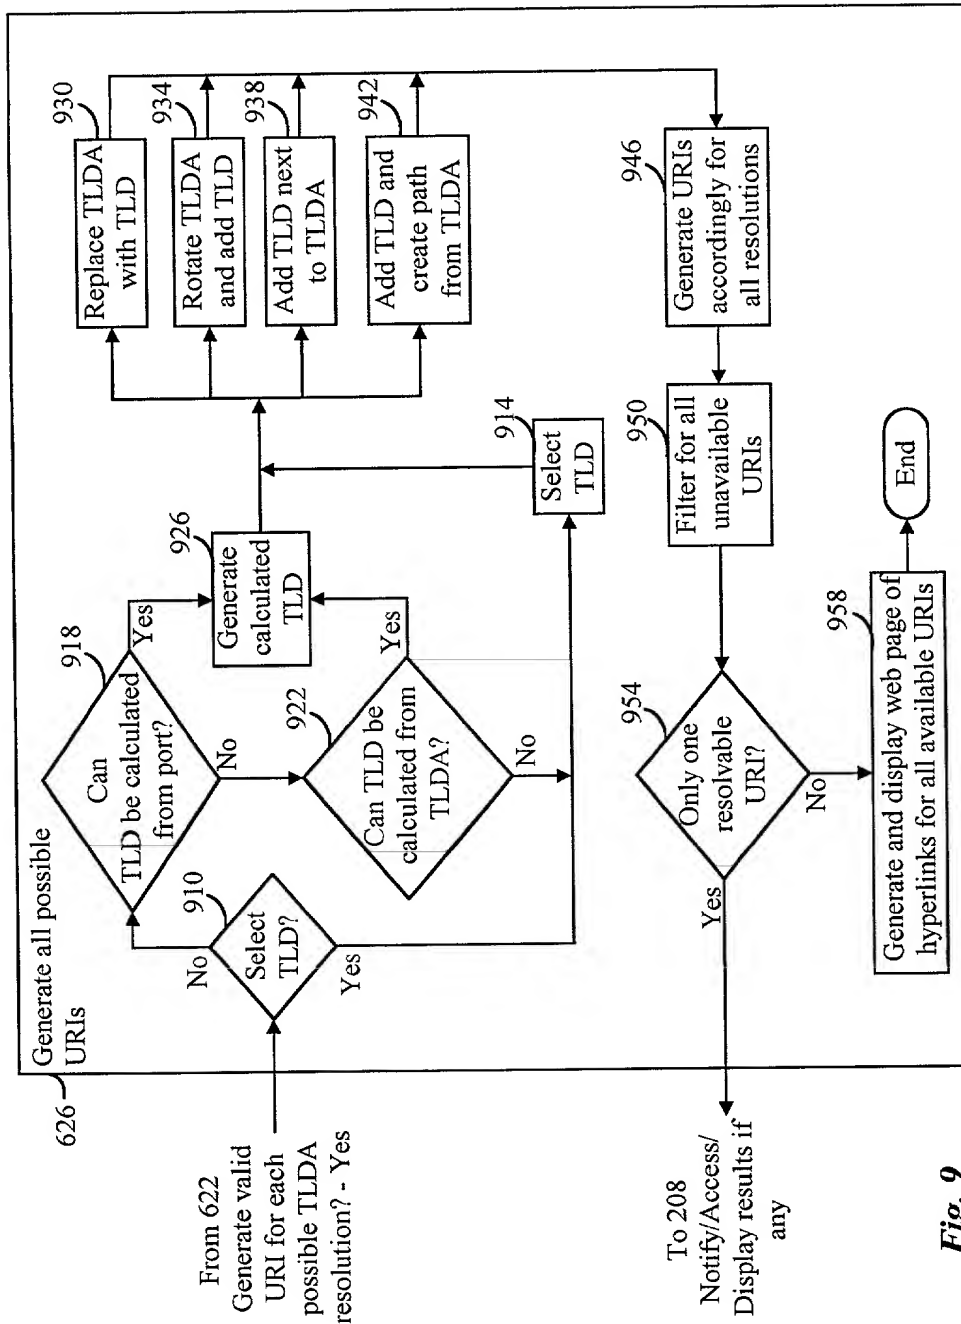 626
Generate all possible
URIs
From 622
Generate valid
URI for each
possible TLDA
resolution? - Yes
910
Select
TLD?
No
Yes
918
Can
TLD be calculated
from port?
Yes
No
922
Can TLD be
calculated from
TLDA?
Yes
No
926
Generate
calculated
TLD
914
Select
TLD
930
Replace TLDA
with TLD
934
Rotate TLDA
and add TLD
938
Add TLD next
to TLDA
942
Add TLD and
create path
from TLDA
946
Generate URIs
accordingly for
all resolutions
950
Filter for all
unavailable
URIs
954
Only one
resolvable
URI?
Yes
No
To 208
Notify/Access/
Display results if
any
958
Generate and display web page of
hyperlinks for all available URIs
End
Fig. 9